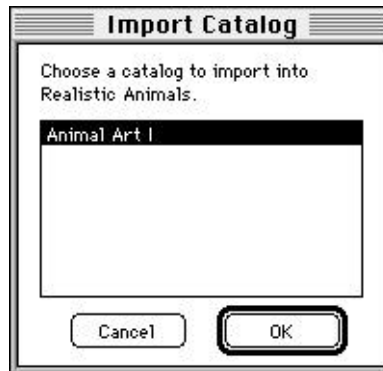 Import Catalog
Choose a catalog to import into
Realistic Animals.
Animal Art I
Cancel
OK